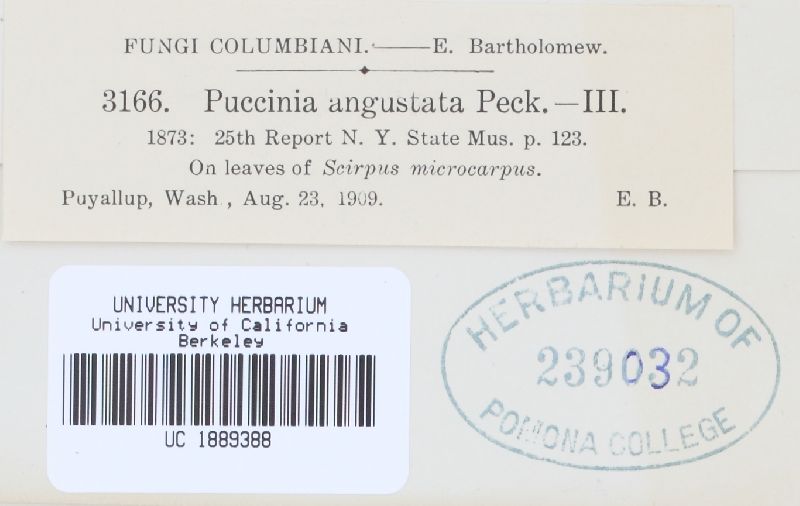 FUNGI COLUMBIANI.——E. Bartholomew.
3166. Puccinia angustata Peck.—III.
1873: 25th Report N. Y. State Mus. p. 123.
On leaves of Scirpus microcarpus.
Puyallup, Wash., Aug. 23, 1909. E. B.
UNIVERSITY HERBARIUM
University of California
Berkeley
UC 1889388
HERBARIUM OF
239032
POMONA COLLEGE